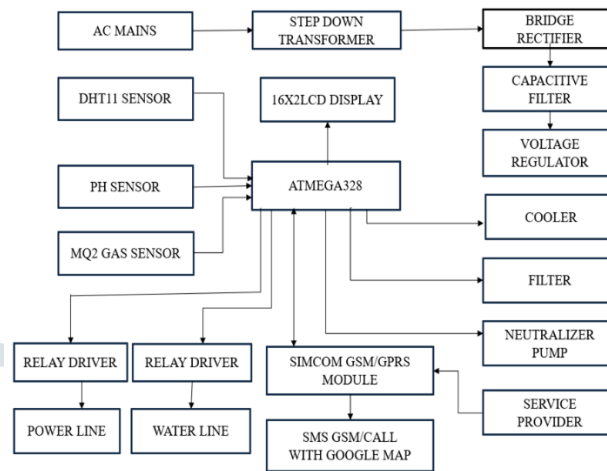 AC MAINS
STEP DOWN
TRANSFORMER
BRIDGE
RECTIFIER
DHT11 SENSOR
16X2LCD DISPLAY
CAPACITIVE
FILTER
VOLTAGE
REGULATOR
PH SENSOR
ATMEGA328
COOLER
MQ2 GAS SENSOR
FILTER
NEUTRALIZER
PUMP
RELAY DRIVER
RELAY DRIVER
SIMCOM GSM/GPRS
MODULE
SERVICE
PROVIDER
POWER LINE
WATER LINE
SMS GSM/CALL
WITH GOOGLE MAP